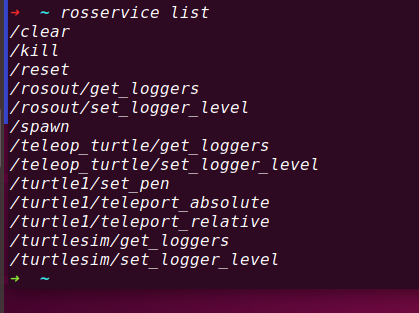 ➜  ~ rosservice list
/clear
/kill
/reset
/rosout/get_loggers
/rosout/set_logger_level
/spawn
/teleop_turtle/get_loggers
/teleop_turtle/set_logger_level
/turtle1/set_pen
/turtle1/teleport_absolute
/turtle1/teleport_relative
/turtlesim/get_loggers
/turtlesim/set_logger_level
➜  ~